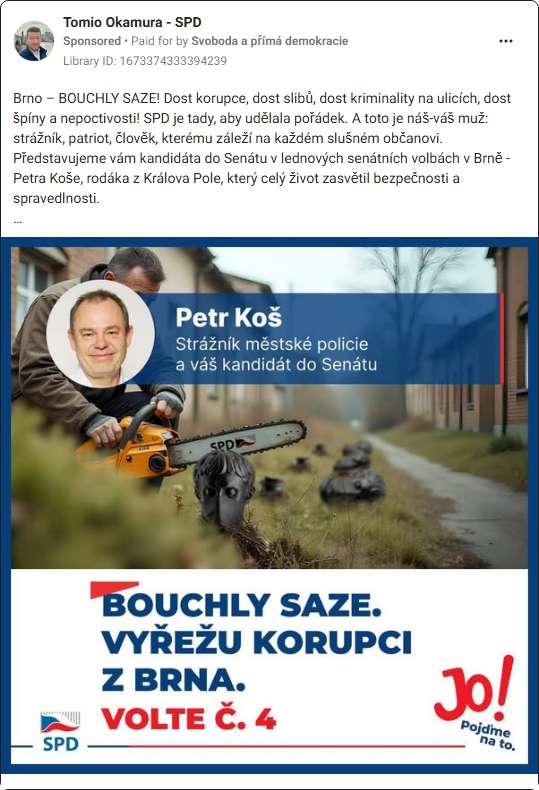 Tomio Okamura - SPD
Sponsored • Paid for by Svoboda a přímá demokracie
Library ID: 1673374333394239
Brno – BOUCHLY SAZE! Dost korupce, dost slibů, dost kriminality na ulicích, dost
špíny a nepoctivosti! SPD je tady, aby udělala pořádek. A toto je náš-váš muž:
strážník, patriot, člověk, kterému záleží na každém slušném občanovi.
Představujeme vám kandidáta do Senátu v lednových senátních volbách v Brně -
Petra Koše, rodáka z Králova Pole, který celý život zasvětil bezpečnosti a
spravedlnosti.
...
Petr Koš
Strážník městské policie
a váš kandidát do Senátu
SPD
BOUCHLY SAZE.
VYŘEŽU KORUPCI
Z BRNA.
VOLTE Č. 4
SPD
Jo!
Pojďme
na to.